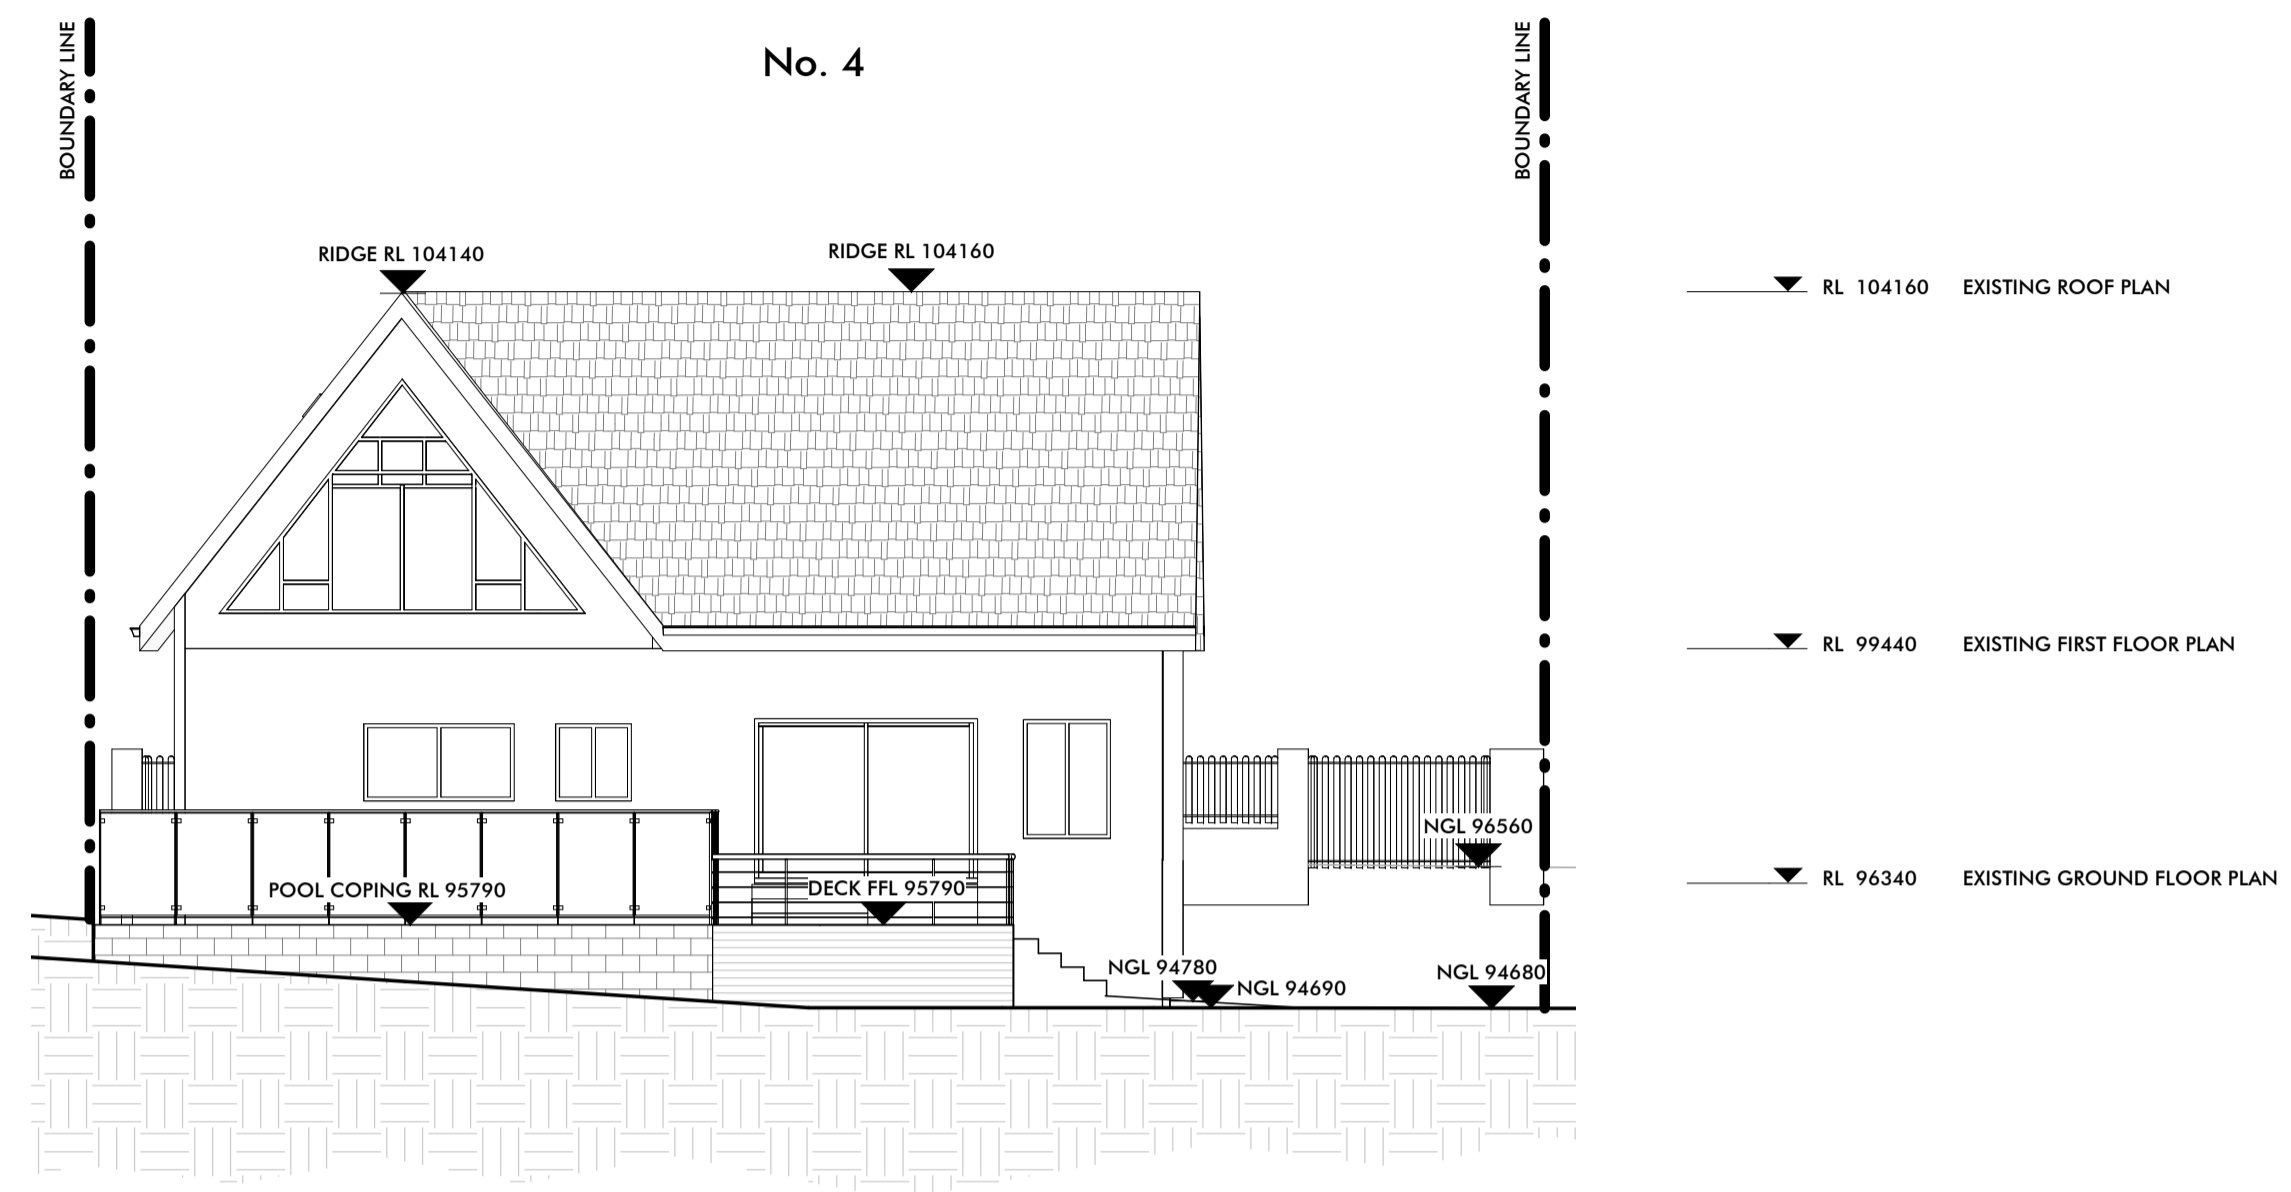 BOUNDARY LINE
No. 4
BOUNDARY LINE
RIDGE RL 104140
RIDGE RL 104160
RL 104160 EXISTING ROOF PLAN
RL 99440 EXISTING FIRST FLOOR PLAN
NGL 96560
POOL COPING RL 95790
DECK FFL 95790
RL 96340 EXISTING GROUND FLOOR PLAN
NGL 94780
NGL 94690
NGL 94680